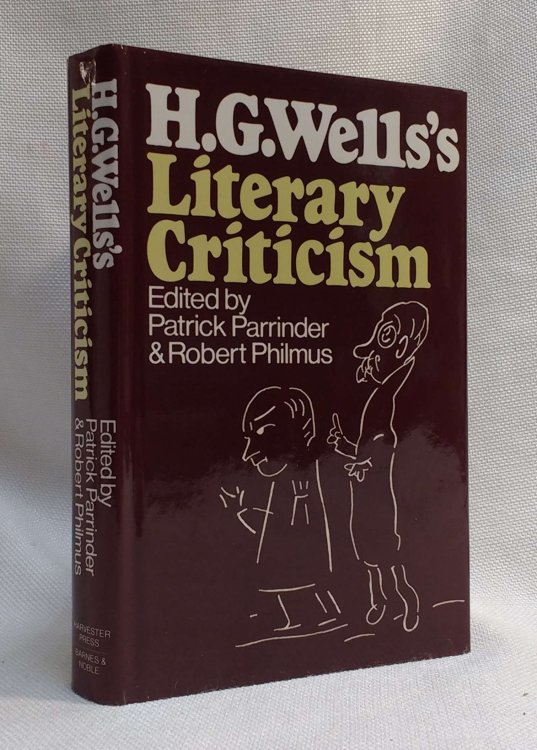 H.G.Wells's
Literary
Criticism
Edited by
Patrick Parrinder
& Robert Philmus
H.G.Wells's
Literary Criticism
Edited by
Patrick Parrinder
& Robert Philmus
HARVESTER
PRESS
BARNES &
NOBLE